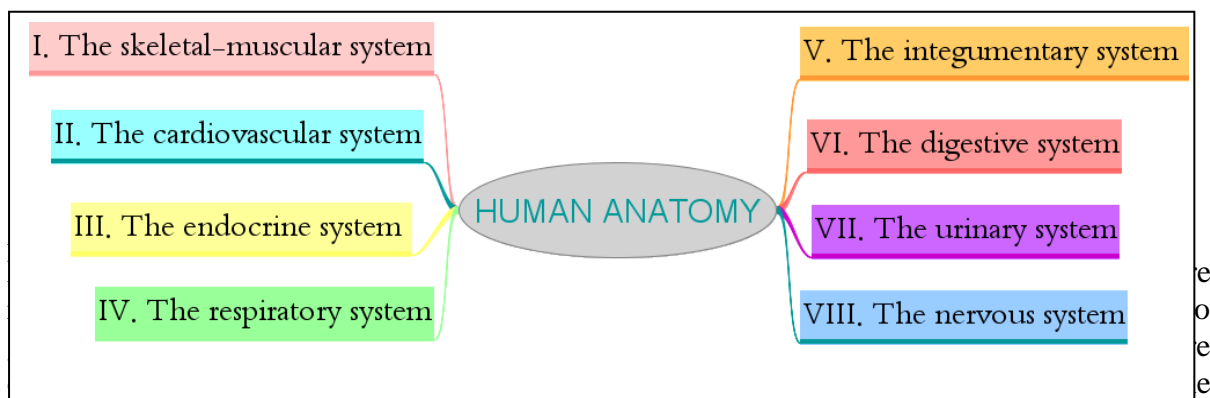 I. The skeletal-muscular system
II. The cardiovascular system
III. The endocrine system
IV. The respiratory system
HUMAN ANATOMY
V. The integumentary system
VI. The digestive system
VII. The urinary system
VIII. The nervous system